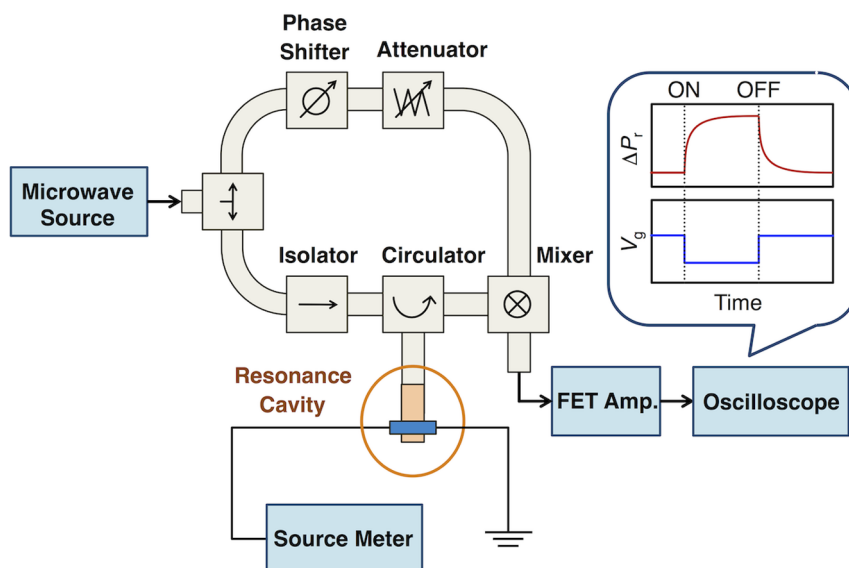 Phase
Shifter
Attenuator
ON
OFF
ΔPr
Microwave
Source
Isolator
Circulator
Mixer
Vg
Time
Resonance
Cavity
FET Amp.
Oscilloscope
Source Meter